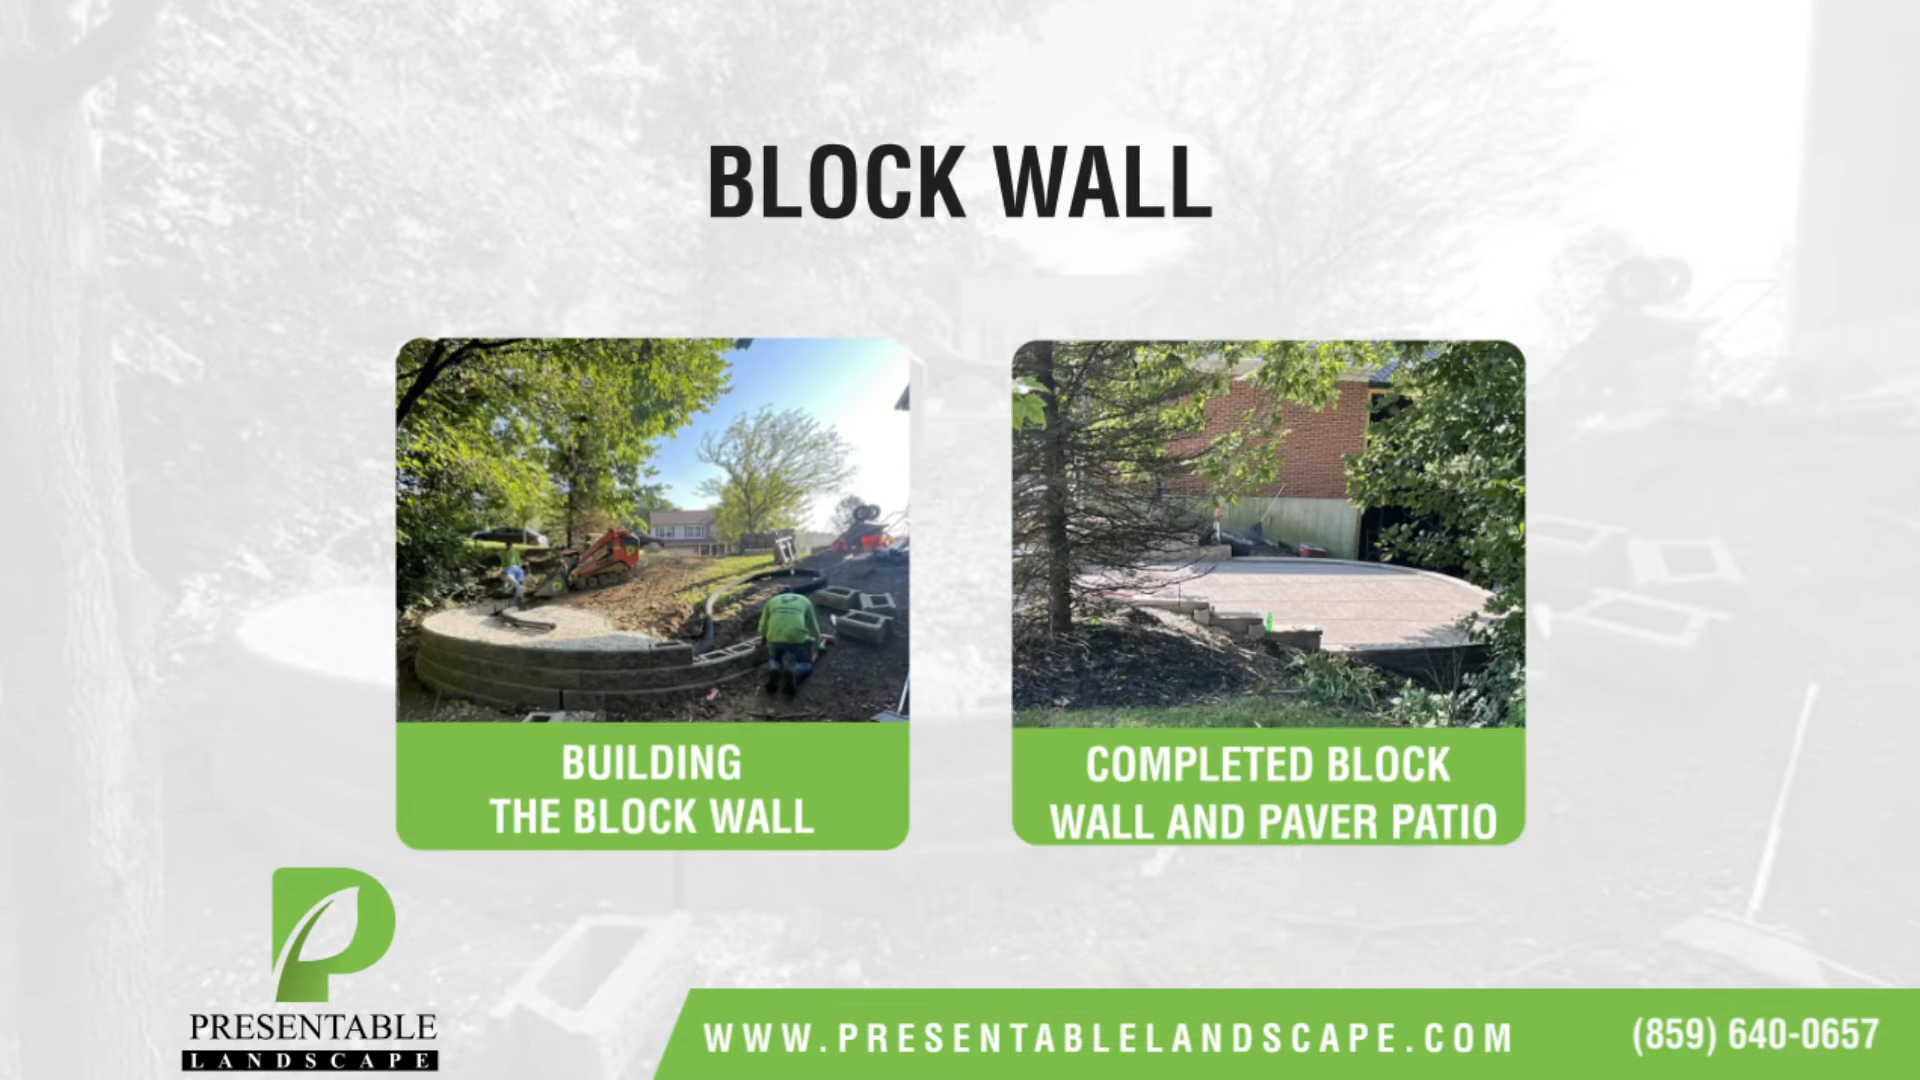 BLOCK WALL
BUILDING
THE BLOCK WALL
COMPLETED BLOCK
WALL AND PAVER PATIO
PRESENTABLE
LANDSCAPE
WWW.PRESENTABLELANDSCAPE.COM
(859) 640-0657